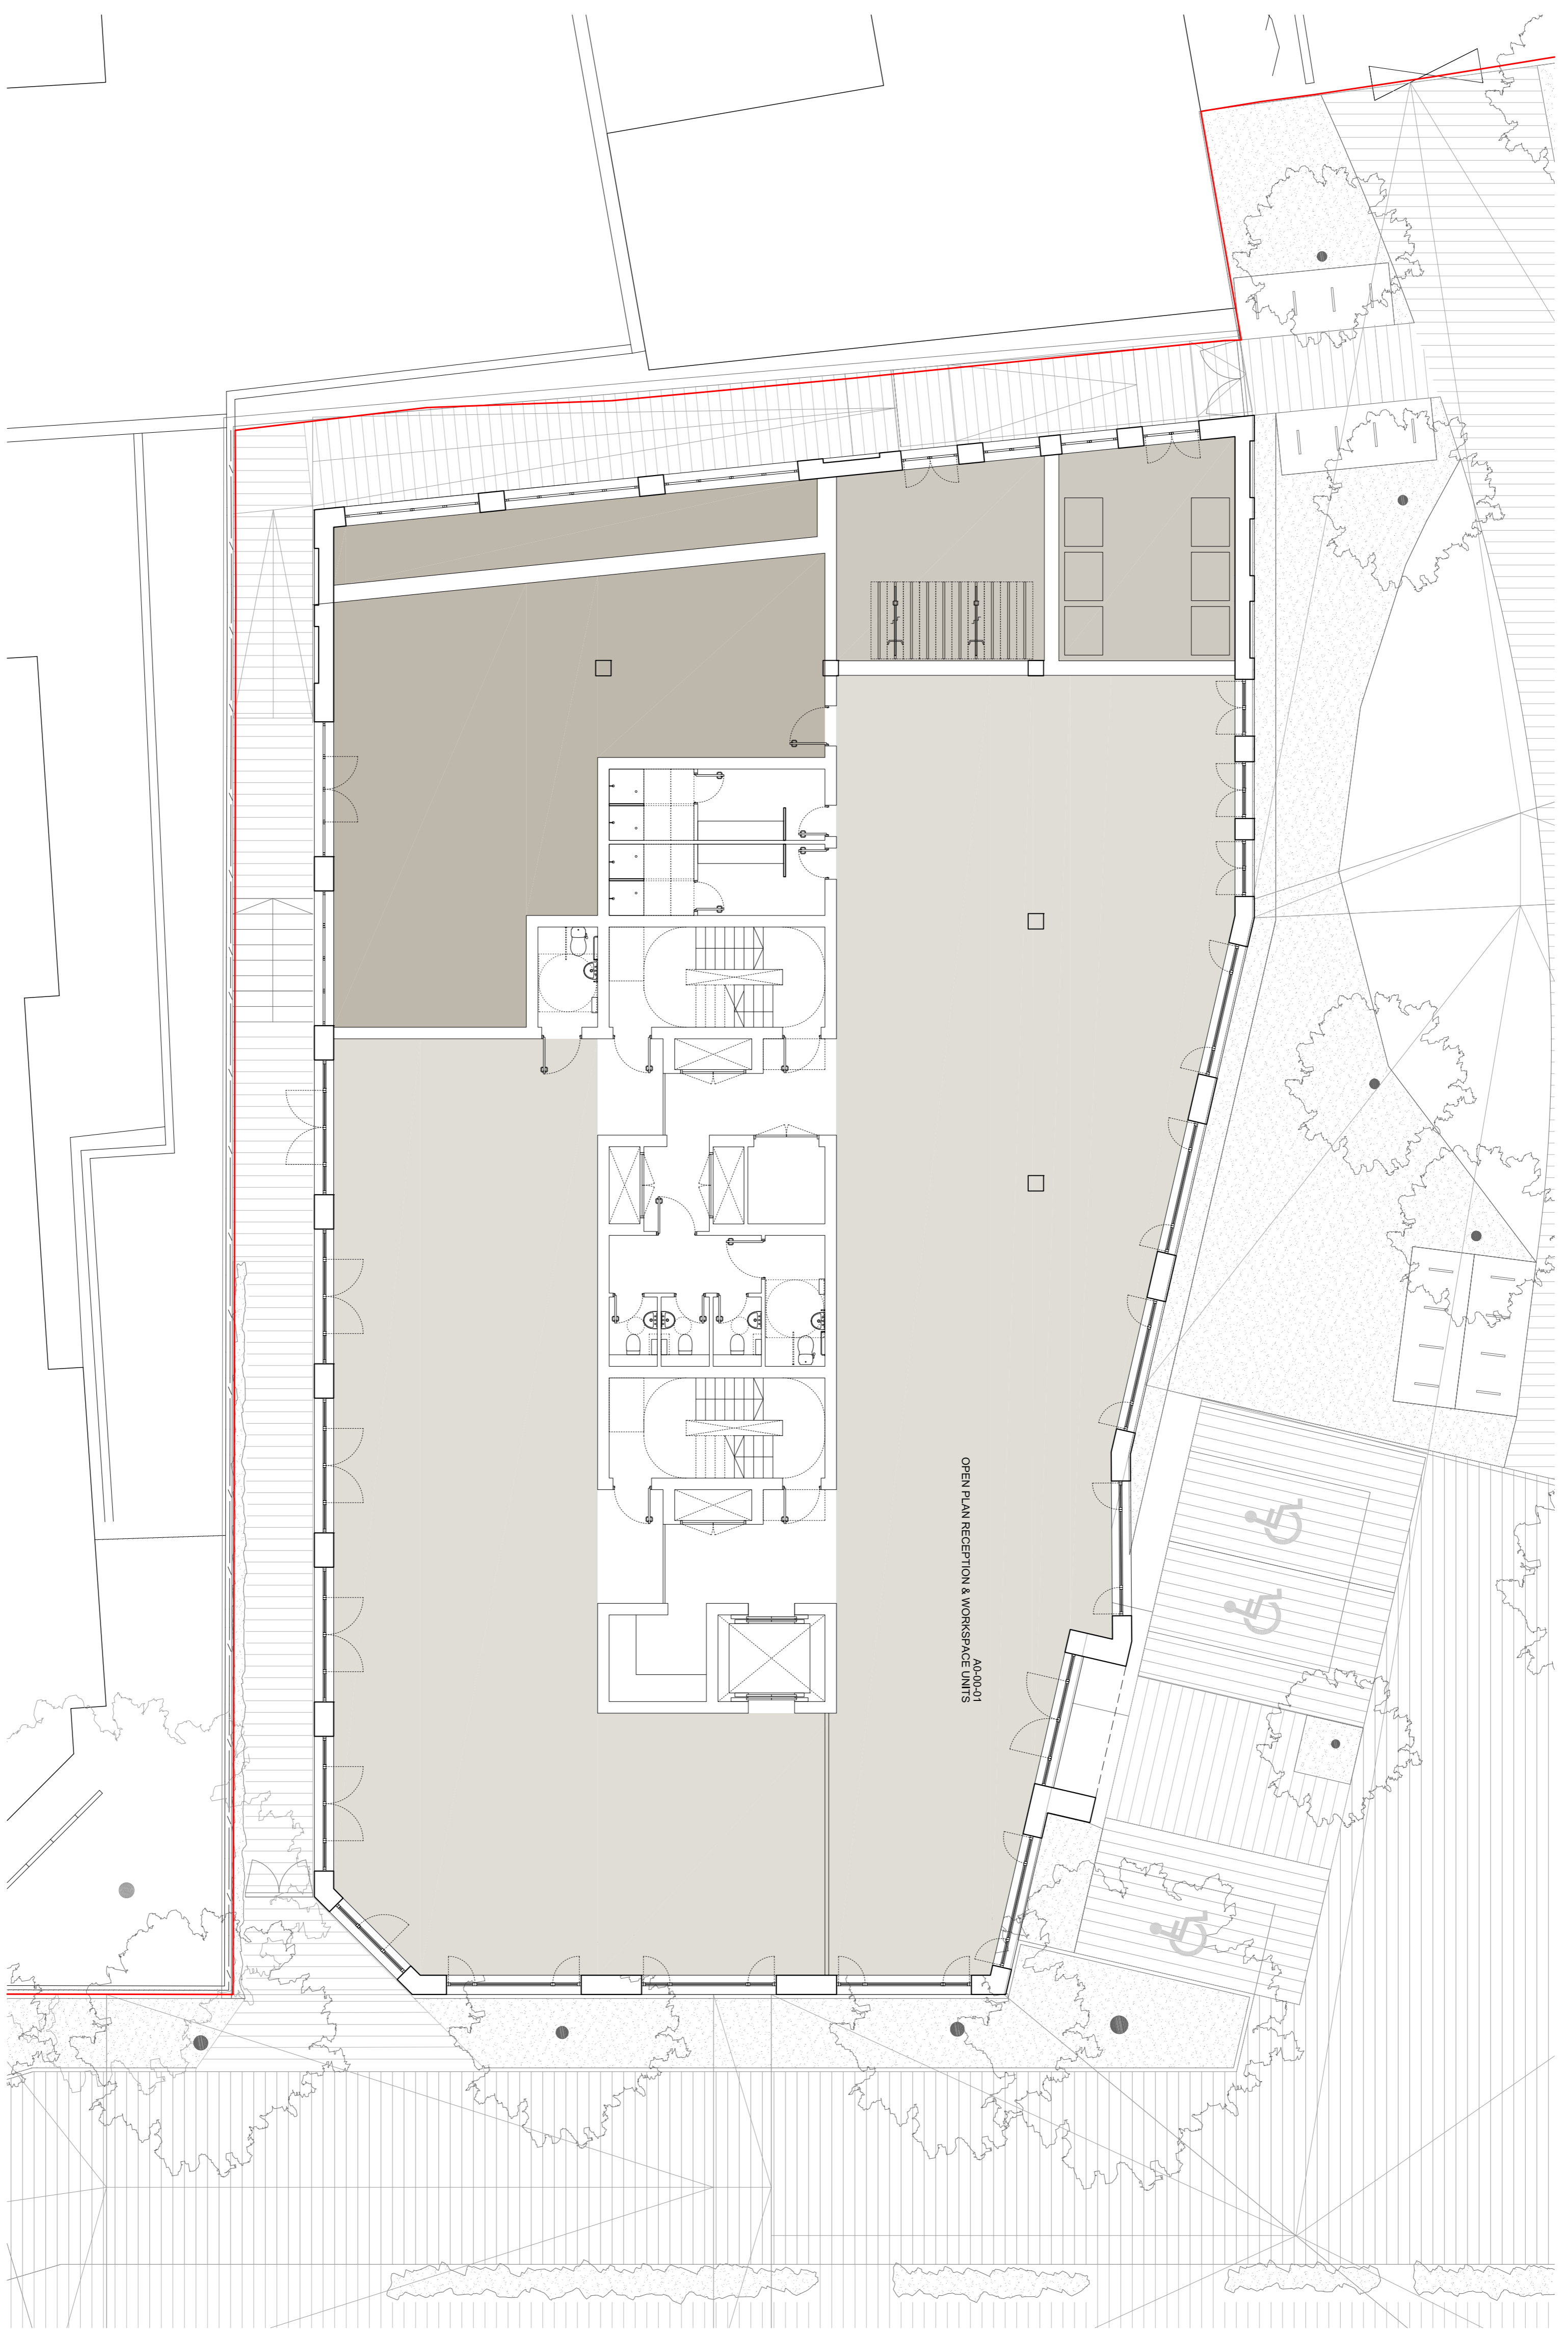 A0-00-01
OPEN PLAN RECEPTION & WORKSPACE UNITS